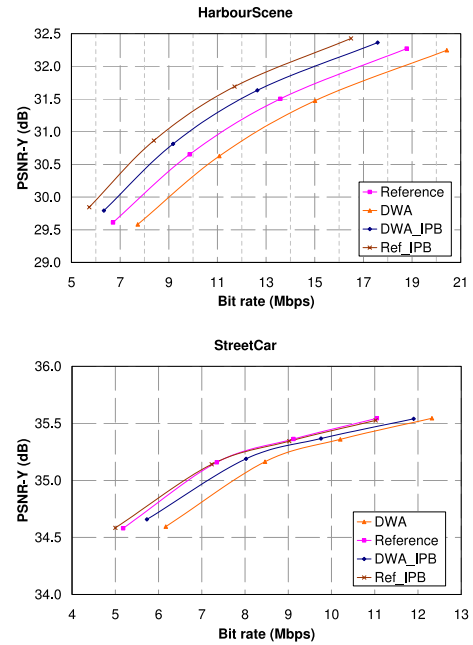 HarbourScene
PSNR-Y (dB)
32.5
32.0
31.5
31.0
30.5
30.0
29.5
29.0
Reference
DWA
DWA_IPB
Ref_IPB
5 7 9 11 13 15 17 19 21
Bit rate (Mbps)
StreetCar
PSNR-Y (dB)
36.0
35.5
35.0
34.5
34.0
DWA
Reference
DWA_IPB
Ref_IPB
4 5 6 7 8 9 10 11 12 13
Bit rate (Mbps)